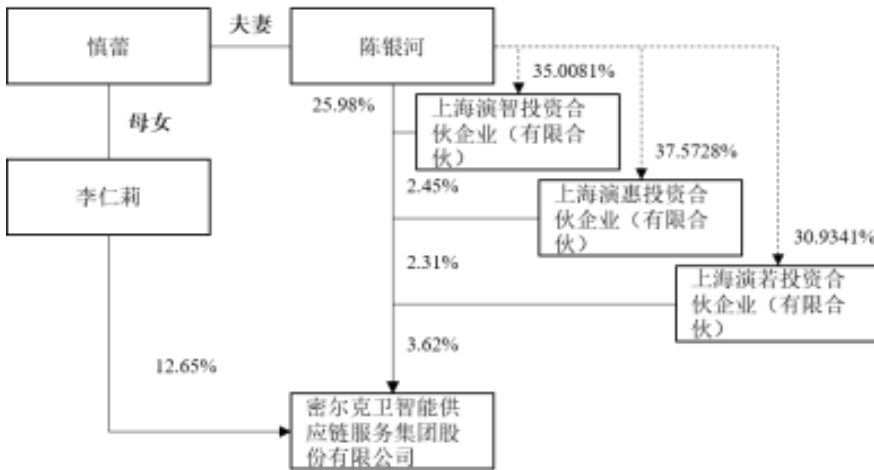 夫妻
慎蕾
陈银河
35.0081%
25.98%
上海演智投资合
伙企业（有限合
伙）
母女
37.5728%
李仁莉
2.45%
上海演惠投资合
伙企业（有限合
伙）
30.9341%
2.31%
上海演若投资合
伙企业（有限合
伙）
3.62%
12.65%
密尔克卫智能供
应链服务集团股
份有限公司